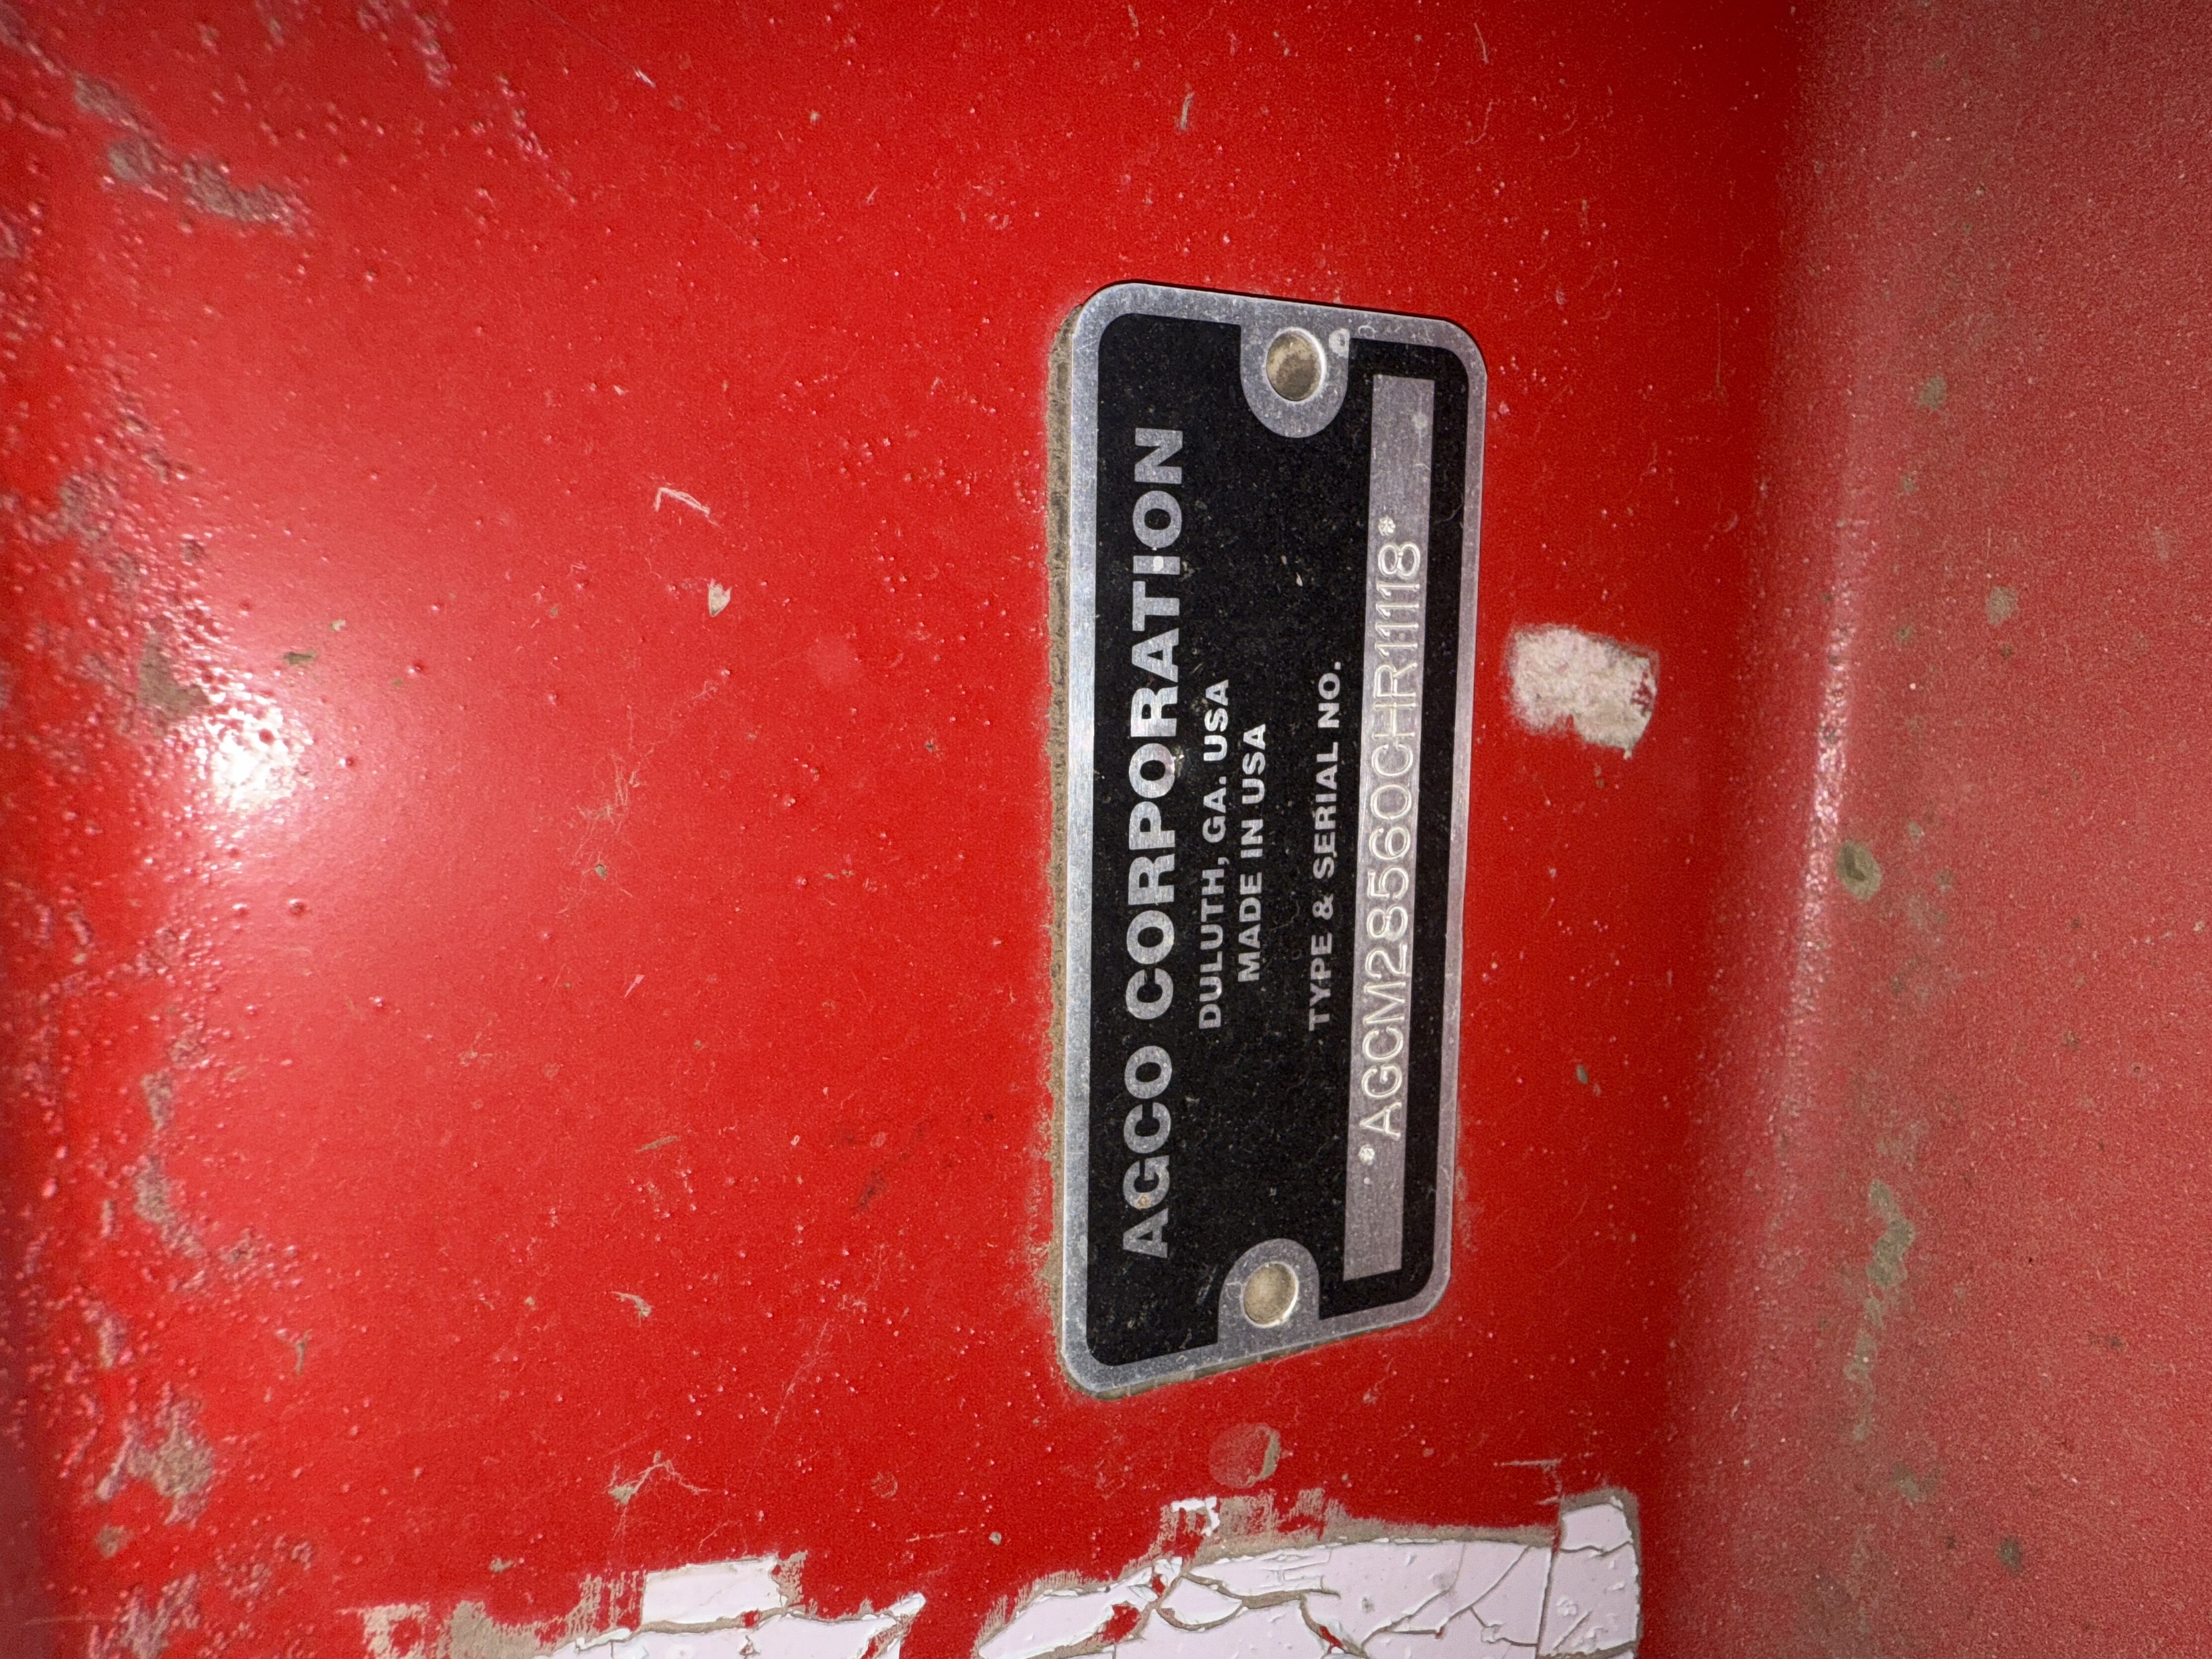 AGCO CORPORATION
DULUTH, GA. USA
MADE IN USA
TYPE & SERIAL NO.
*AGCM28560CHR11118*